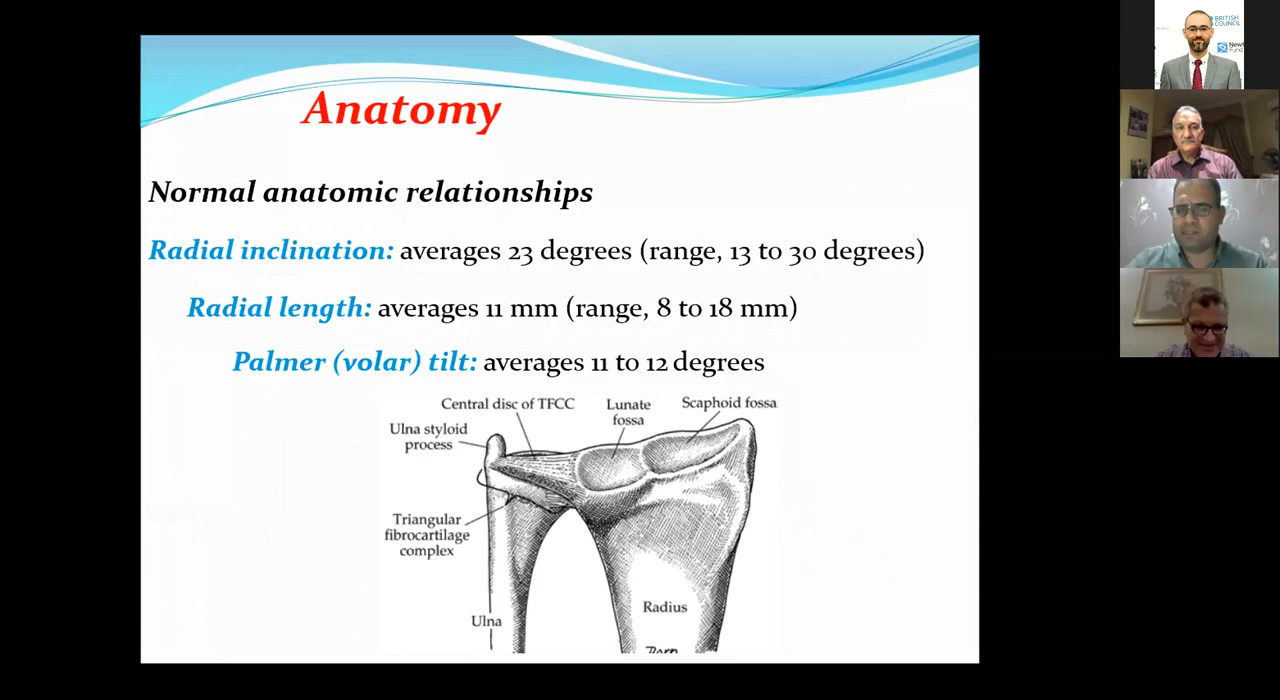 Anatomy
Normal anatomic relationships
Radial inclination: averages 23 degrees (range, 13 to 30 degrees)
Radial length: averages 11 mm (range, 8 to 18 mm)
Palmer (volar) tilt: averages 11 to 12 degrees
Central disc of TFCC
Lunate
fossa
Scaphoid fossa
Ulna styloid
process
Triangular
fibrocartilage
complex
Radius
Ulna
BRITISH
COUNCIL
Fund